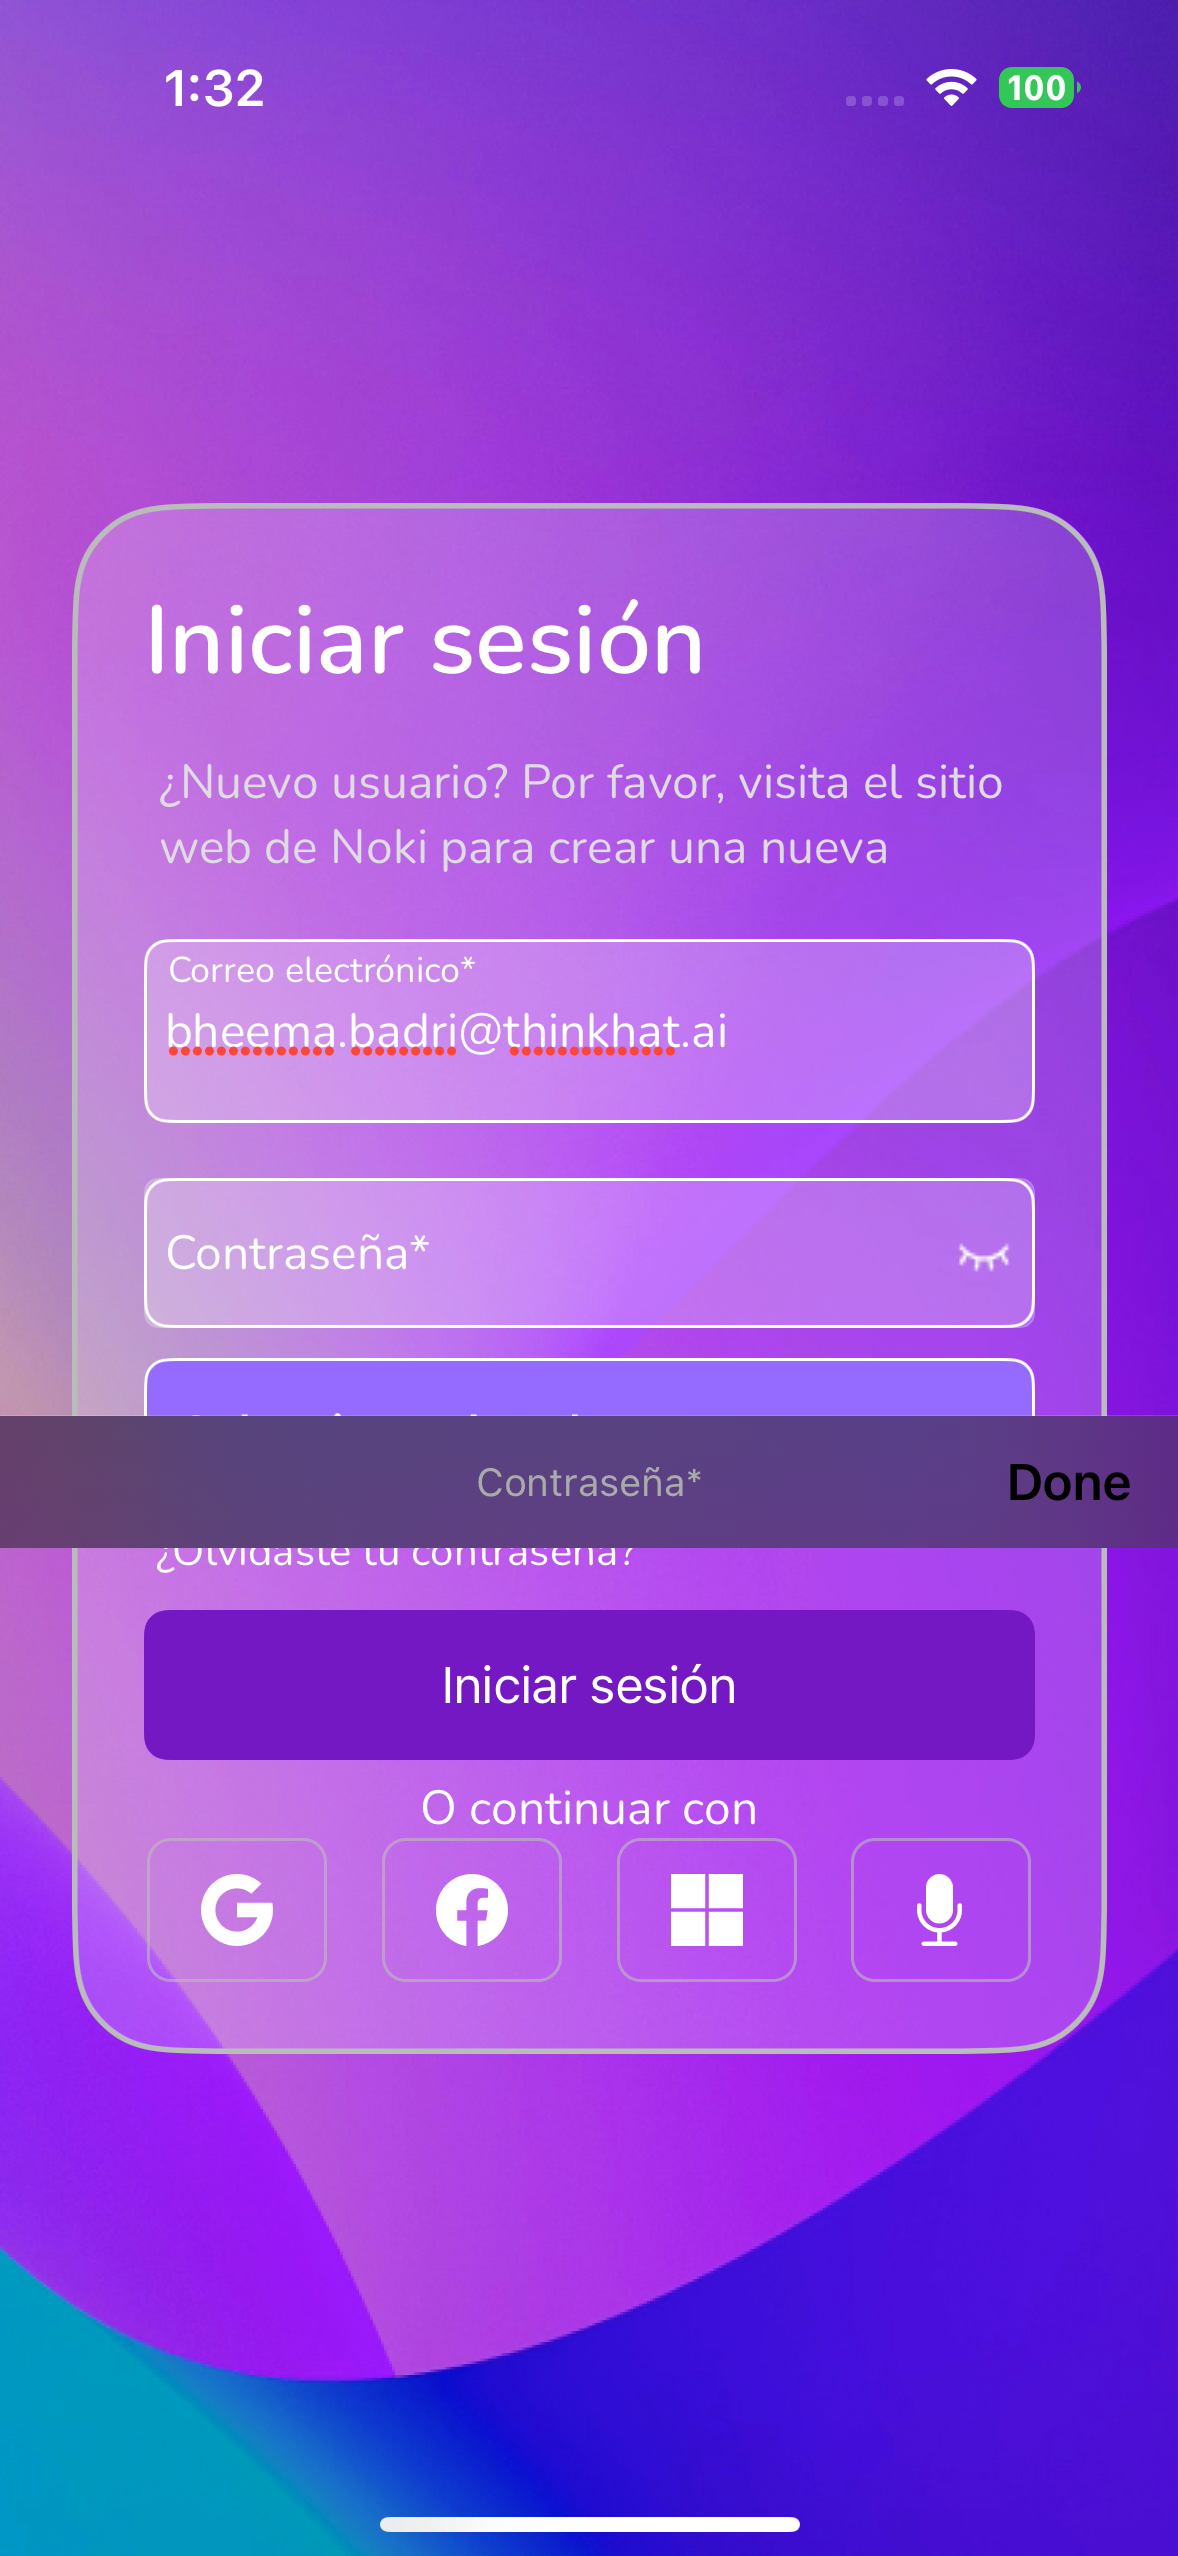 1:32
100
Iniciar sesión
¿Nuevo usuario? Por favor, visita el sitio
web de Noki para crear una nueva
Correo electrónico*
bheema.badri@thinkhat.ai
Contraseña*
Contraseña*
Done
¿Olvidaste tu contraseña?
Iniciar sesión
O continuar con